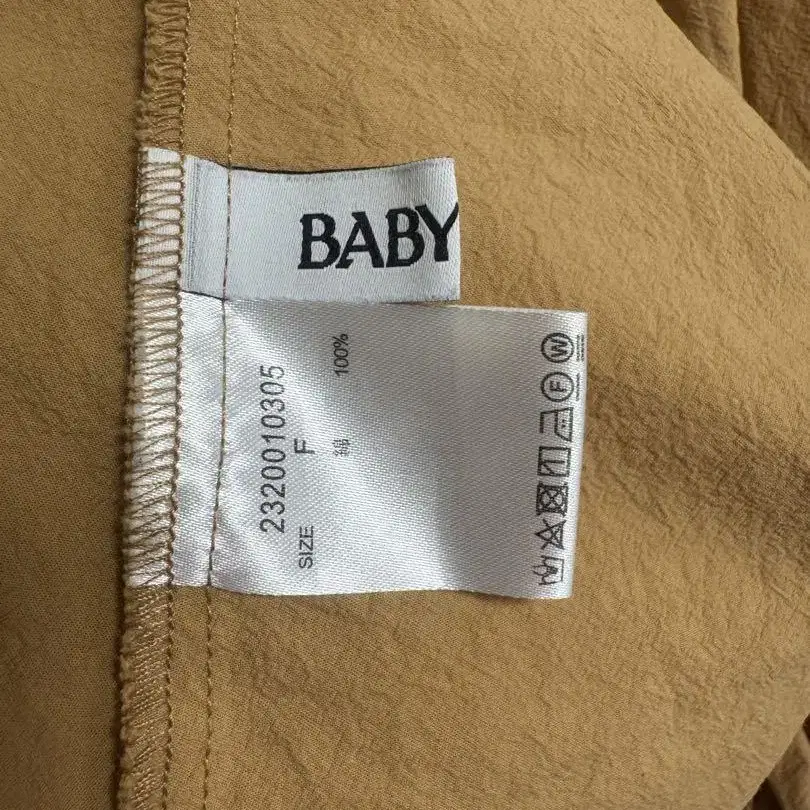 BABY
2320010305
SIZE F
綿 100%
W
F